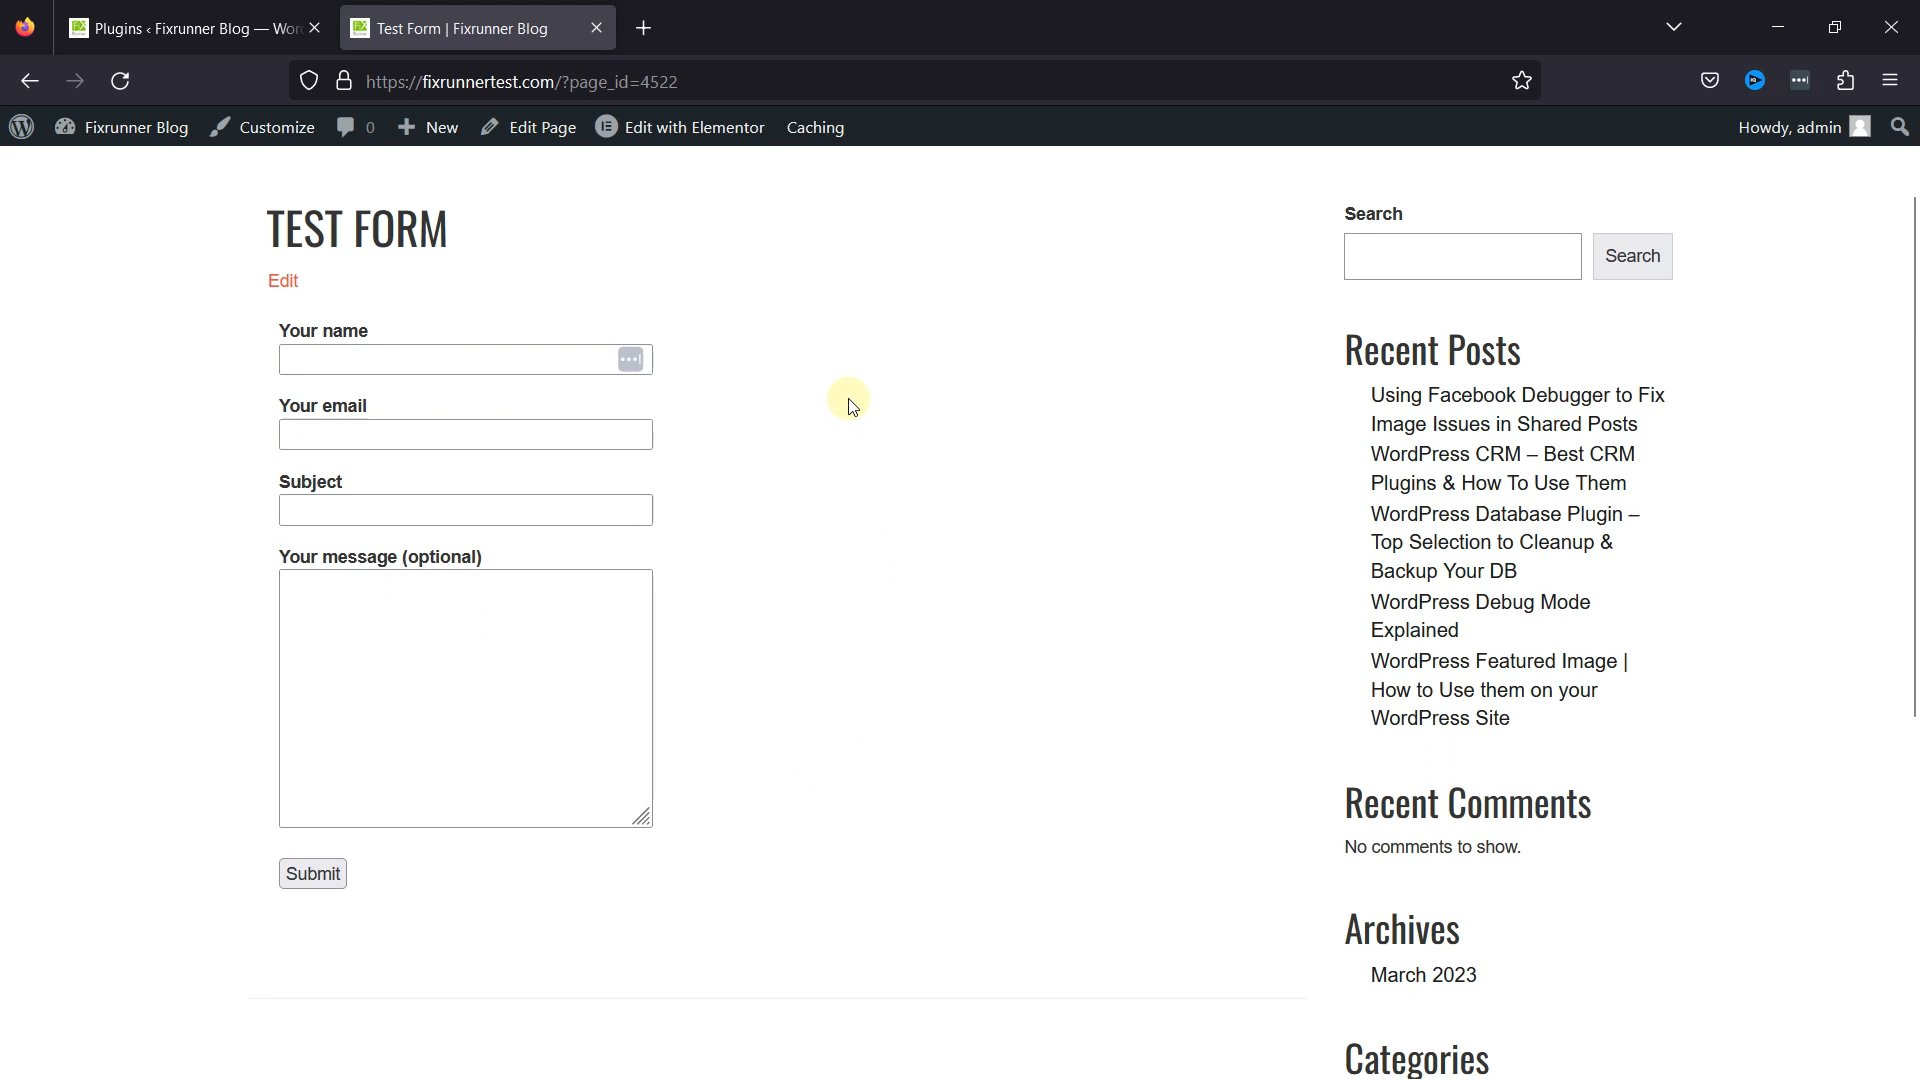 Plugins ‹ Fixrunner Blog — Wor
Test Form | Fixrunner Blog
https://fixrunnertest.com/?page_id=4522
Fixrunner Blog
Customize
0
New
Edit Page
Edit with Elementor
Caching
Howdy, admin
TEST FORM
Edit
Your name
Your email
Subject
Your message (optional)
Submit
Search
Search
Recent Posts
Using Facebook Debugger to Fix
Image Issues in Shared Posts
WordPress CRM – Best CRM
Plugins & How To Use Them
WordPress Database Plugin –
Top Selection to Cleanup &
Backup Your DB
WordPress Debug Mode
Explained
WordPress Featured Image |
How to Use them on your
WordPress Site
Recent Comments
No comments to show.
Archives
March 2023
Categories